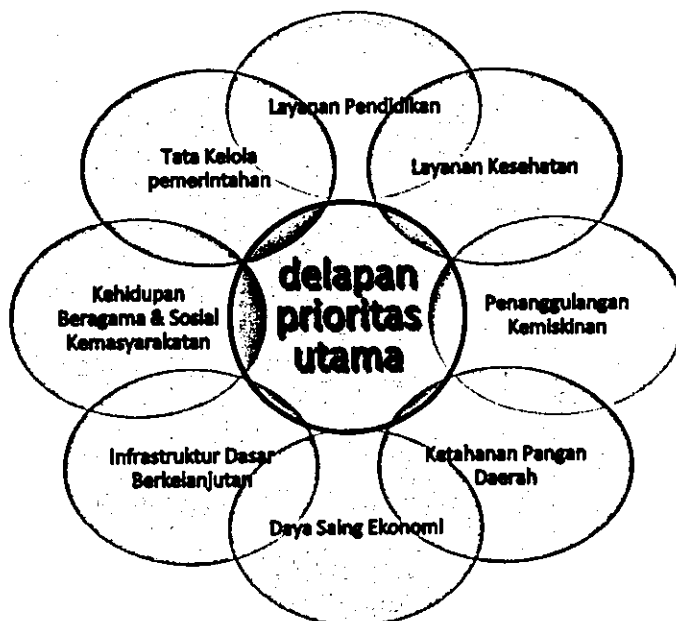 Layanan Pendidikan
Layanan Kesehatan
Penanggulangan
Kemiskinan
Ketahanan Pangan
Daerah
Daya Saing Ekonomi
Infrastruktur Dasar
Berkelanjutan
Kehidupan
Beragama & Sosial
Kemasyarakatan
Tata Kelola
pemerintahan
delapan
prioritas
utama